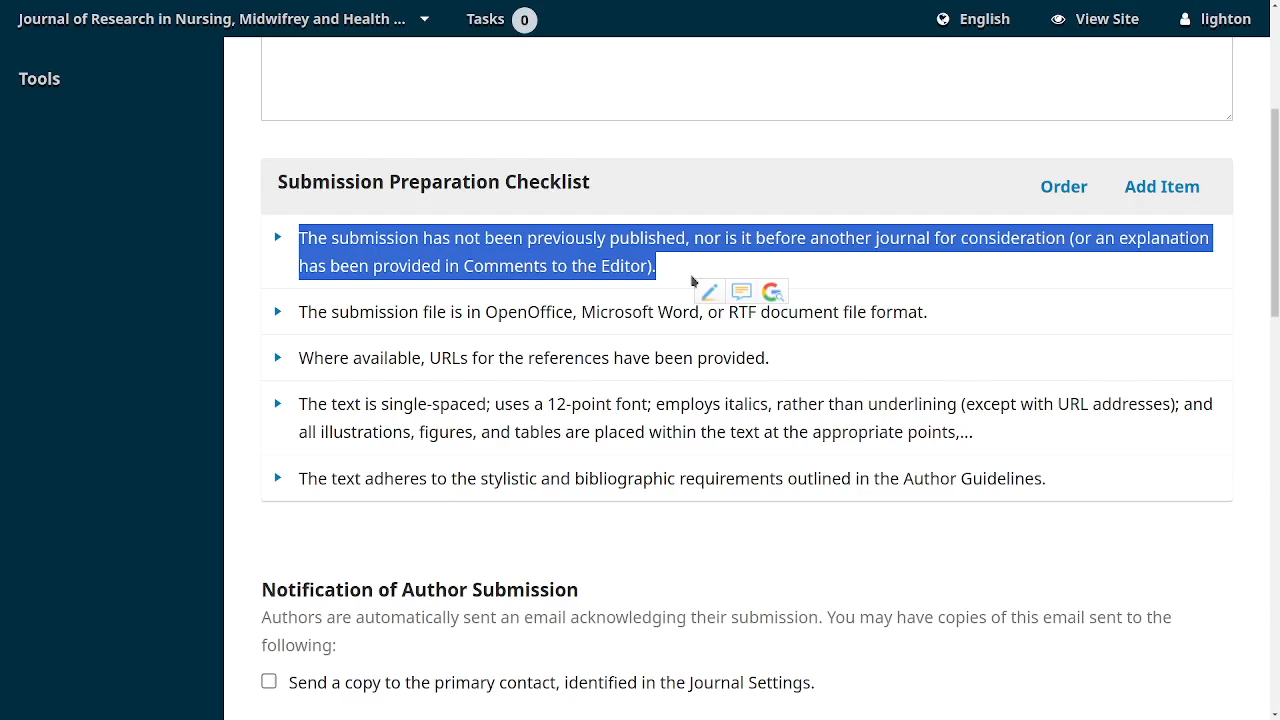 Journal of Research in Nursing, Midwifrey and Health ...
Tasks 0
English
View Site
lighton
Tools
Submission Preparation Checklist
Order
Add Item
The submission has not been previously published, nor is it before another journal for consideration (or an explanation
has been provided in Comments to the Editor).
The submission file is in OpenOffice, Microsoft Word, or RTF document file format.
Where available, URLs for the references have been provided.
The text is single-spaced; uses a 12-point font; employs italics, rather than underlining (except with URL addresses); and
all illustrations, figures, and tables are placed within the text at the appropriate points,...
The text adheres to the stylistic and bibliographic requirements outlined in the Author Guidelines.
Notification of Author Submission
Authors are automatically sent an email acknowledging their submission. You may have copies of this email sent to the
following:
Send a copy to the primary contact, identified in the Journal Settings.